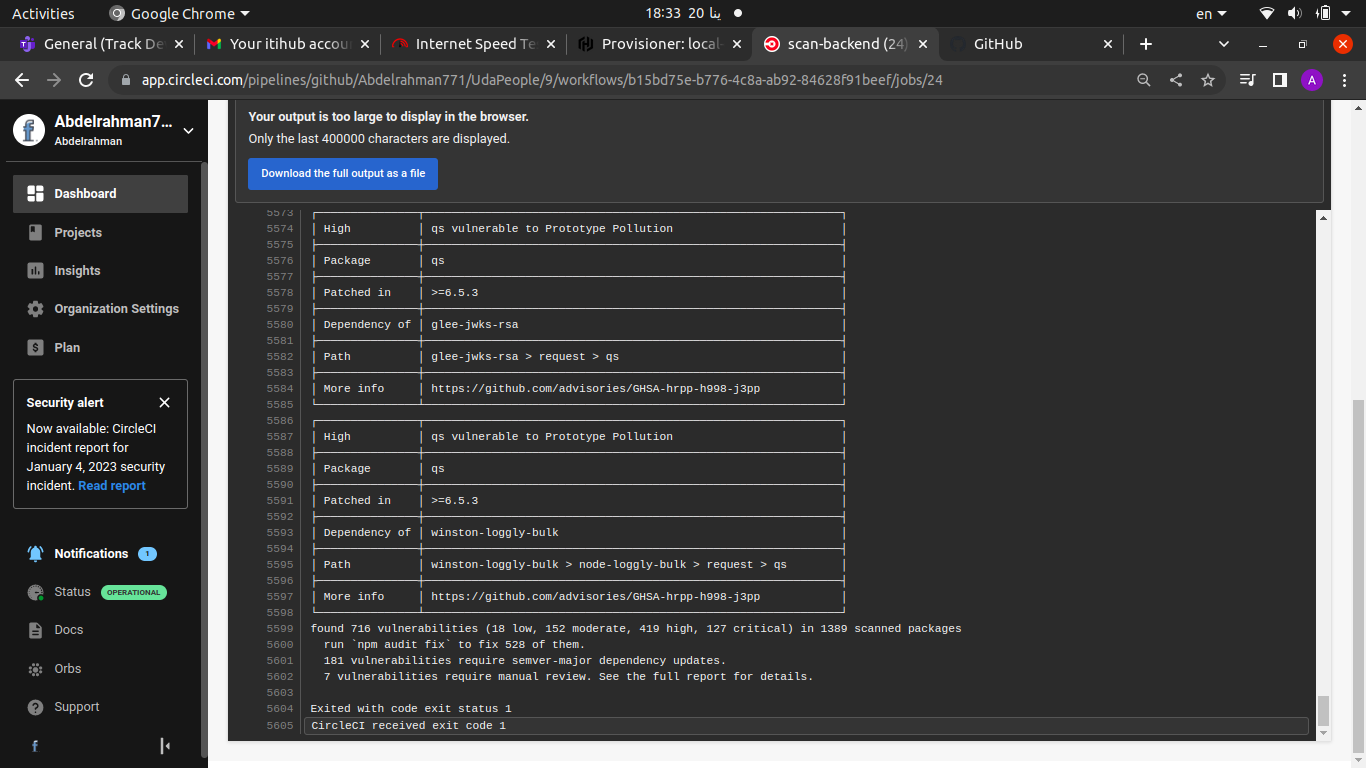 Activities
Google Chrome
18:33 20 ينا
en
General (Track De
Your itihub accou
Internet Speed Te
Provisioner: local-
scan-backend (24)
GitHub
app.circleci.com/pipelines/github/Abdelrahman771/UdaPeople/9/workflows/b15bd75e-b776-4c8a-ab92-84628f91beef/jobs/24
A
Abdelrahman7...
Abdelrahman
Dashboard
Projects
Insights
Organization Settings
Plan
Security alert
Now available: CircleCI
incident report for
January 4, 2023 security
incident. Read report
Notifications 1
Status OPERATIONAL
Docs
Orbs
Support
Your output is too large to display in the browser.
Only the last 400000 characters are displayed.
Download the full output as a file
5573
5574 High qs vulnerable to Prototype Pollution
5575
5576 Package qs
5577
5578 Patched in >=6.5.3
5579
5580 Dependency of glee-jwks-rsa
5581
5582 Path glee-jwks-rsa > request > qs
5583
5584 More info https://github.com/advisories/GHSA-hrpp-h998-j3pp
5585
5586
5587 High qs vulnerable to Prototype Pollution
5588
5589 Package qs
5590
5591 Patched in >=6.5.3
5592
5593 Dependency of winston-loggly-bulk
5594
5595 Path winston-loggly-bulk > node-loggly-bulk > request > qs
5596
5597 More info https://github.com/advisories/GHSA-hrpp-h998-j3pp
5598
5599 found 716 vulnerabilities (18 low, 152 moderate, 419 high, 127 critical) in 1389 scanned packages
5600 run `npm audit fix` to fix 528 of them.
5601 181 vulnerabilities require semver-major dependency updates.
5602 7 vulnerabilities require manual review. See the full report for details.
5603
5604 Exited with code exit status 1
5605 CircleCI received exit code 1